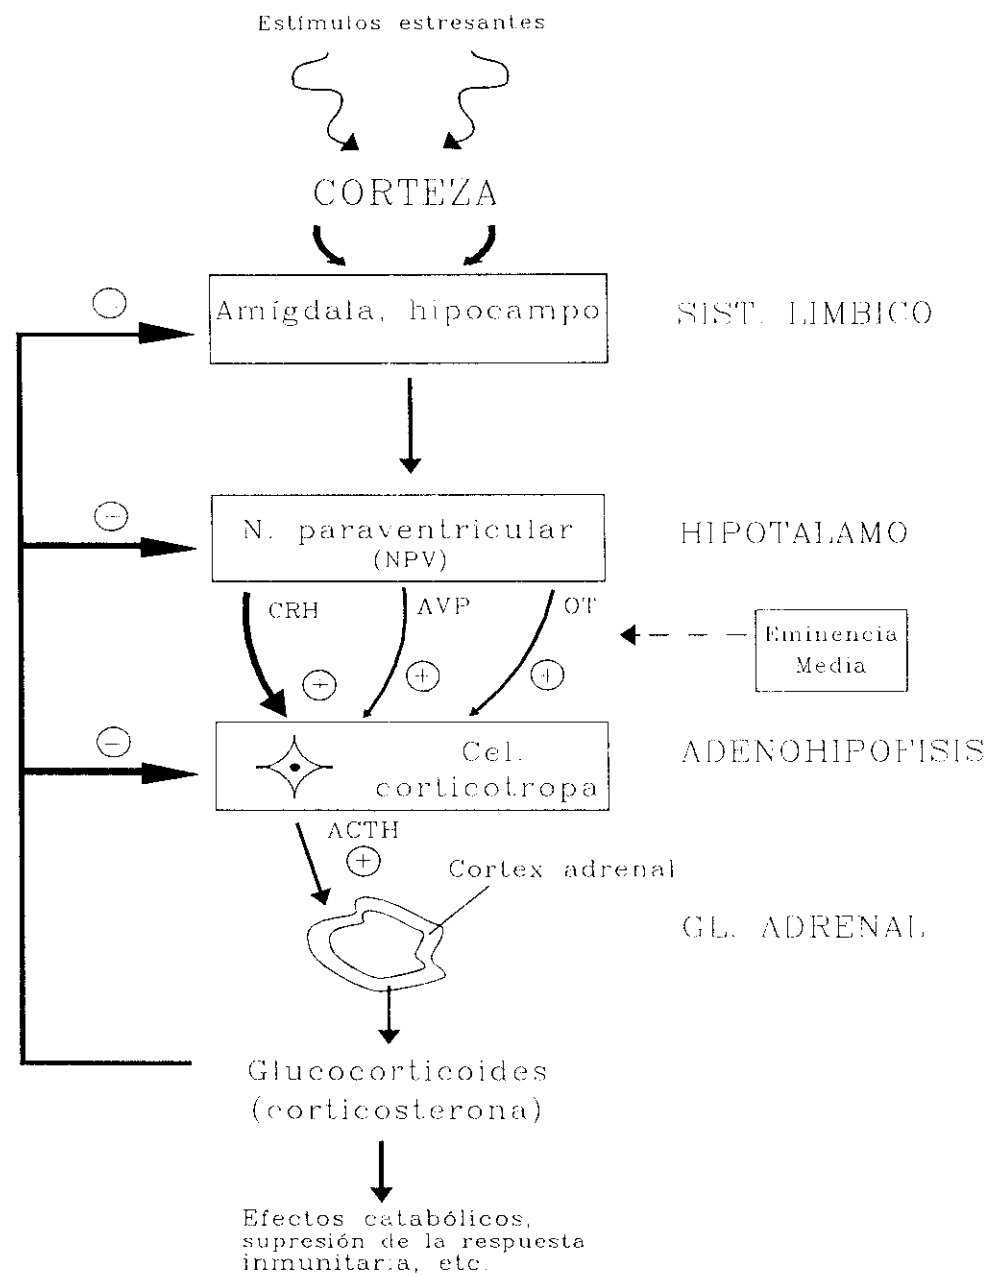 Estímulos estresantes
CORTEZA
Amígdala, hipocampo
SIST. LIMBICO
N. paraventricular
(NPV)
HIPOTALAMO
CRH
AVP
OT
Eminencia
Media
Cel.
corticotropa
ADENOHIPOFISIS
ACTH
Cortex adrenal
GL. ADRENAL
Glucocorticoides
(corticosterona)
Efectos catabólicos,
supresión de la respuesta
inmunitaria, etc.